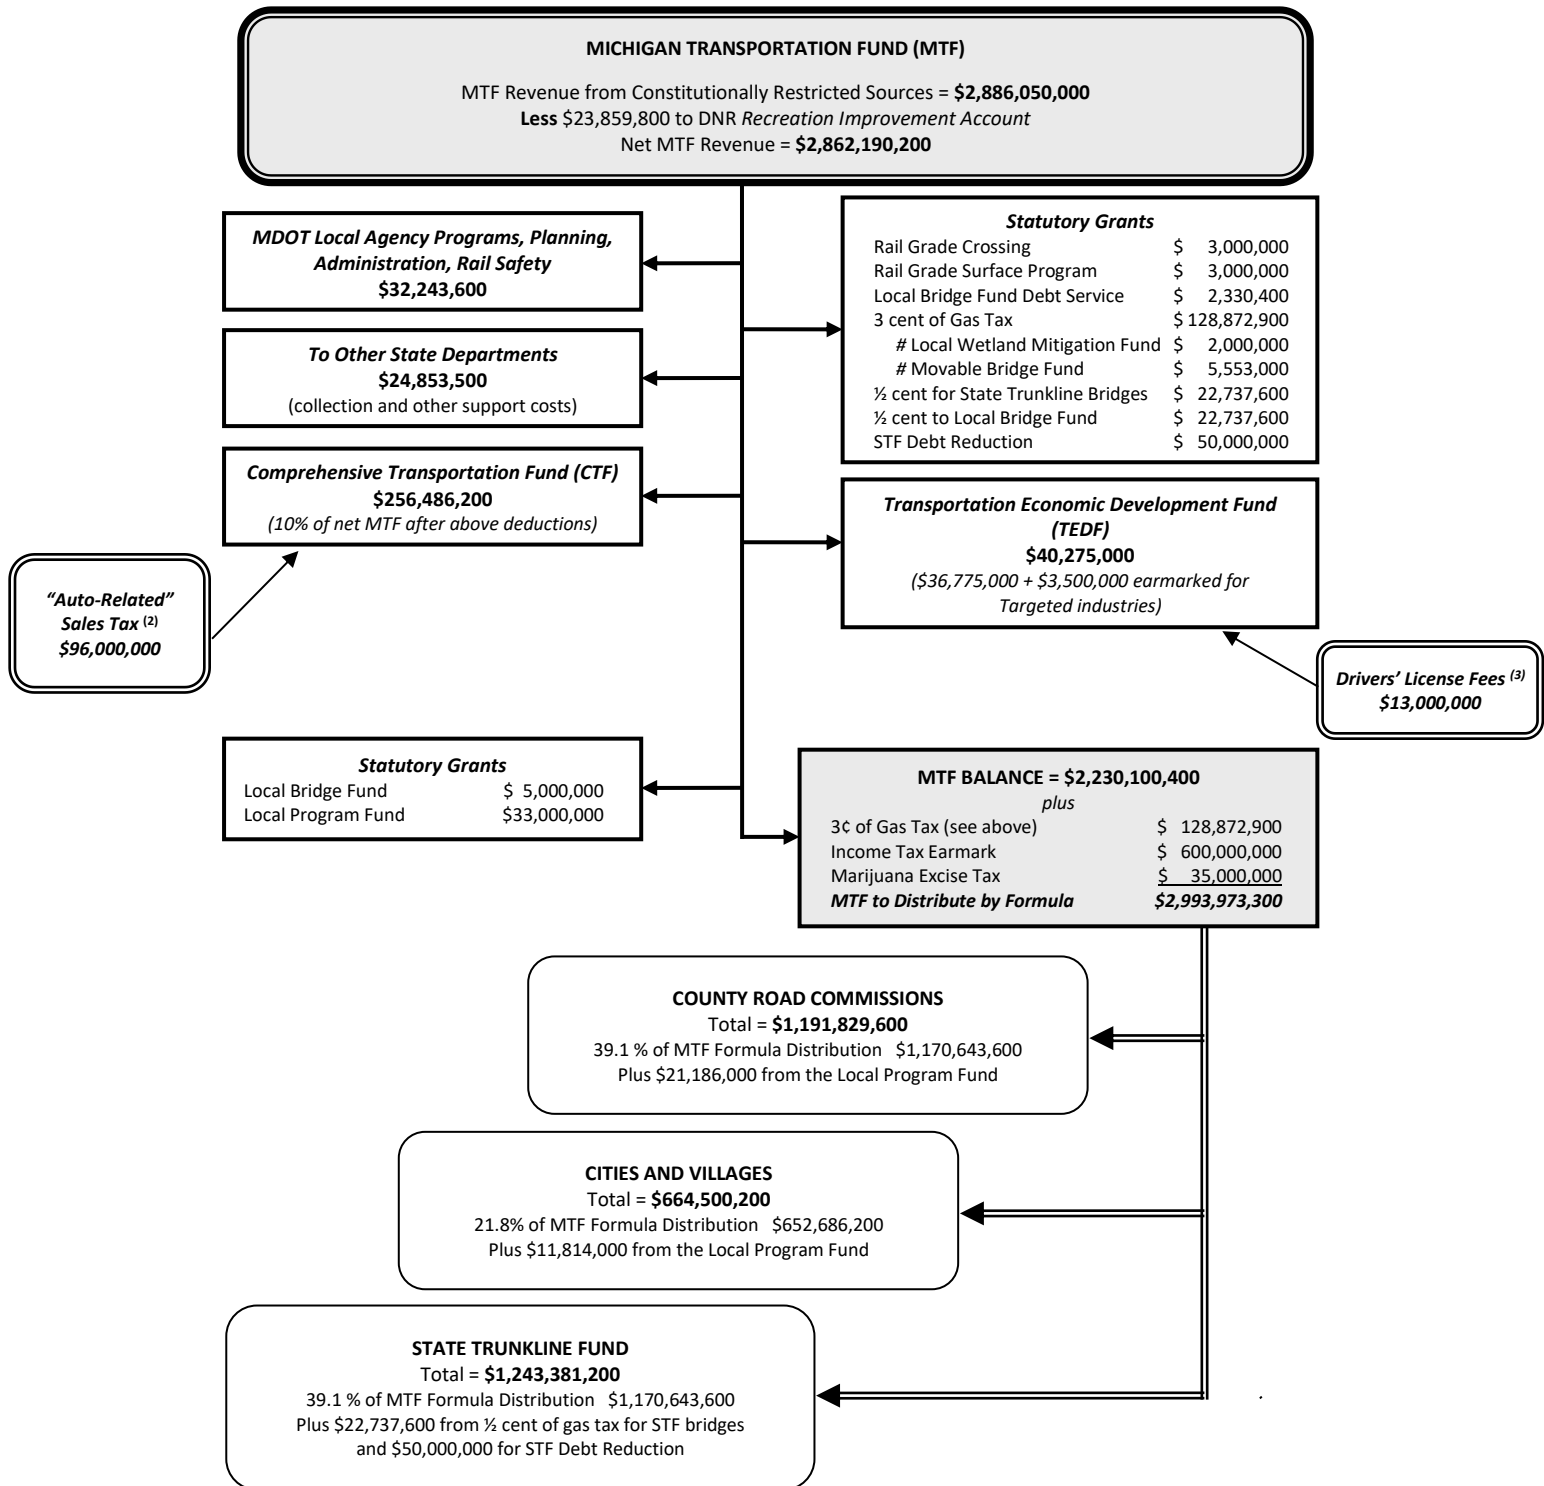 MICHIGAN TRANSPORTATION FUND (MTF)
MTF Revenue from Constitutionally Restricted Sources = $2,886,050,000
Less $23,859,800 to DNR Recreation Improvement Account
Net MTF Revenue = $2,862,190,200
MDOT Local Agency Programs, Planning,
Administration, Rail Safety
$32,243,600
Statutory Grants
Rail Grade Crossing $ 3,000,000
Rail Grade Surface Program $ 3,000,000
Local Bridge Fund Debt Service $ 2,330,400
3 cent of Gas Tax $ 128,872,900
# Local Wetland Mitigation Fund $ 2,000,000
# Movable Bridge Fund $ 5,553,000
½ cent for State Trunkline Bridges $ 22,737,600
½ cent to Local Bridge Fund $ 22,737,600
STF Debt Reduction $ 50,000,000
To Other State Departments
$24,853,500
(collection and other support costs)
Comprehensive Transportation Fund (CTF)
$256,486,200
(10% of net MTF after above deductions)
Transportation Economic Development Fund
(TEDF)
$40,275,000
($36,775,000 + $3,500,000 earmarked for
Targeted industries)
“Auto-Related”
Sales Tax (2)
$96,000,000
Drivers’ License Fees (3)
$13,000,000
Statutory Grants
Local Bridge Fund $ 5,000,000
Local Program Fund $33,000,000
MTF BALANCE = $2,230,100,400
plus
3¢ of Gas Tax (see above) $ 128,872,900
Income Tax Earmark $ 600,000,000
Marijuana Excise Tax $ 35,000,000
MTF to Distribute by Formula $2,993,973,300
COUNTY ROAD COMMISSIONS
Total = $1,191,829,600
39.1 % of MTF Formula Distribution $1,170,643,600
Plus $21,186,000 from the Local Program Fund
CITIES AND VILLAGES
Total = $664,500,200
21.8% of MTF Formula Distribution $652,686,200
Plus $11,814,000 from the Local Program Fund
STATE TRUNKLINE FUND
Total = $1,243,381,200
39.1 % of MTF Formula Distribution $1,170,643,600
Plus $22,737,600 from ½ cent of gas tax for STF bridges
and $50,000,000 for STF Debt Reduction